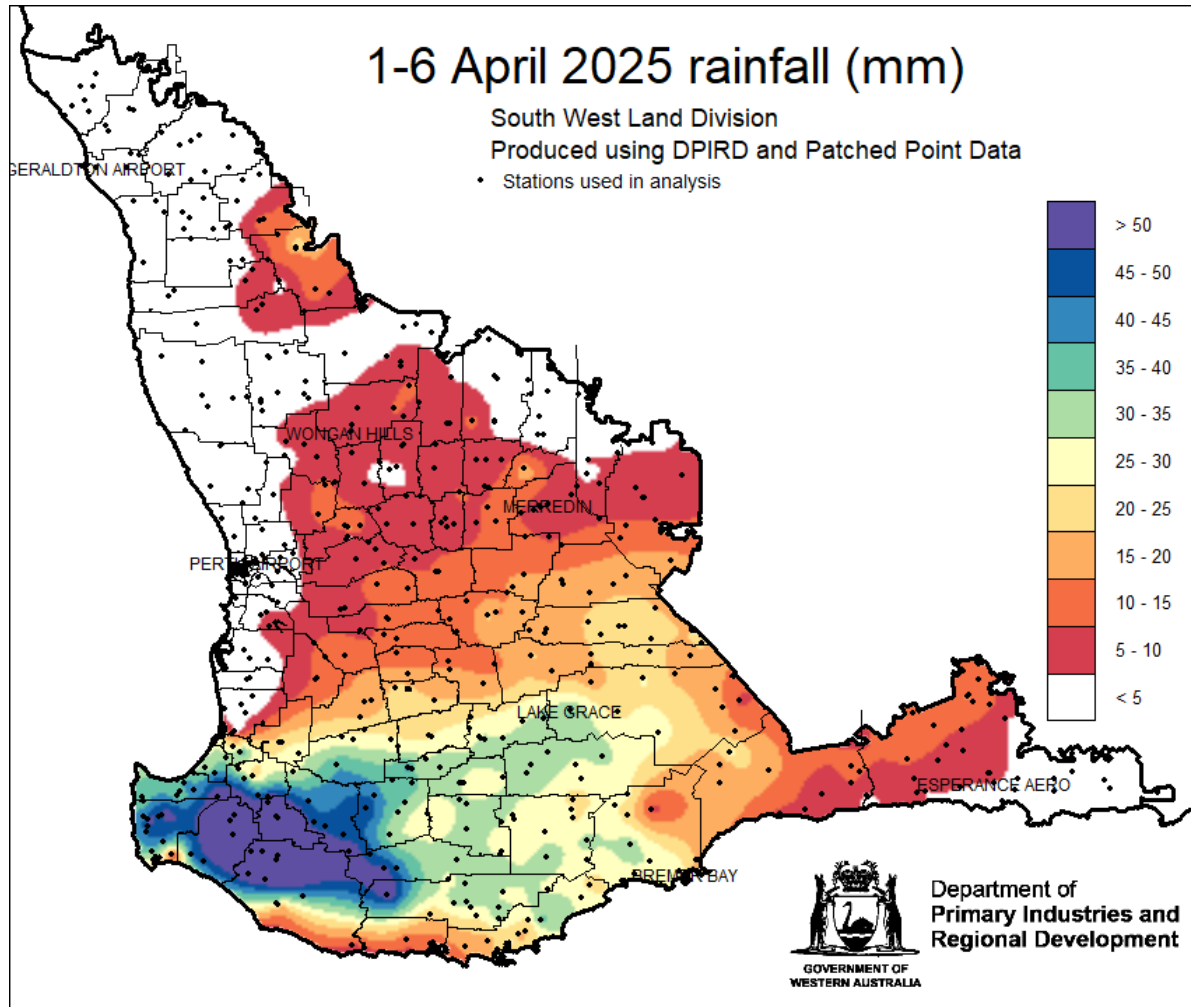 1-6 April 2025 rainfall (mm)
South West Land Division
Produced using DPIRD and Patched Point Data
Stations used in analysis
GERALDTON AIRPORT
> 50
45 - 50
40 - 45
35 - 40
30 - 35
25 - 30
20 - 25
15 - 20
10 - 15
5 - 10
< 5
WONGAN HILLS
MERREDIN
PERTH AIRPORT
LAKE GRACE
ESPERANCE AERO
BREMER BAY
Department of
Primary Industries and
Regional Development
GOVERNMENT OF
WESTERN AUSTRALIA